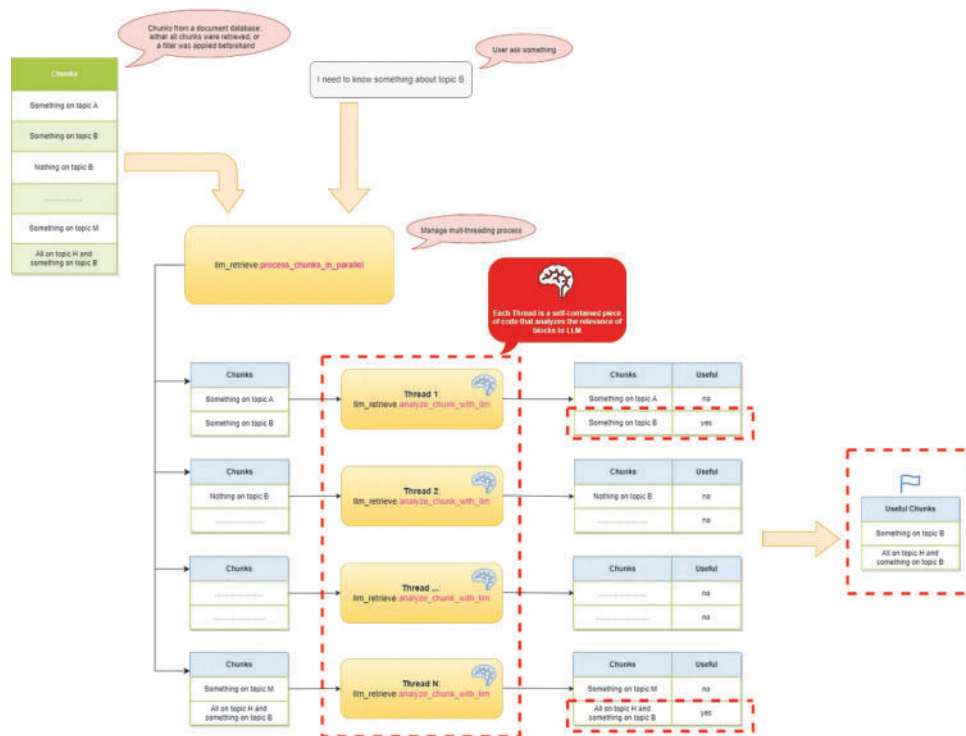 Chunks from a document database:
either all chunks were retrieved, or
a filter was applied beforehand
User ask something
Chunks
I need to know something about topic B
Something on topic A
Something on topic B
Nothing on topic B
....................
Something on topic M
All on topic H and
something on topic B
Manage mult-threading process
llm_retrieve.process_chunks_in_parallel
Each Thread is a self-contained piece
of code that analyzes the relevance of
blocks to LLM
Chunks
Something on topic A
Something on topic B
Thread 1:
llm_retrieve.analyze_chunk_with_llm
Chunks Useful
Something on topic A no
Something on topic B yes
Chunks
Nothing on topic B
....................
Thread 2:
llm_retrieve.analyze_chunk_with_llm
Chunks Useful
Nothing on topic B no
.................... no
Useful Chunks
Something on topic B
All on topic H and
something on topic B
Chunks
....................
....................
Thread ...:
llm_retrieve.analyze_chunk_with_llm
Chunks Useful
.................... no
.................... no
Chunks
Something on topic M
All on topic H and
something on topic B
Thread N:
llm_retrieve.analyze_chunk_with_llm
Chunks Useful
Something on topic M no
All on topic H and
something on topic B yes